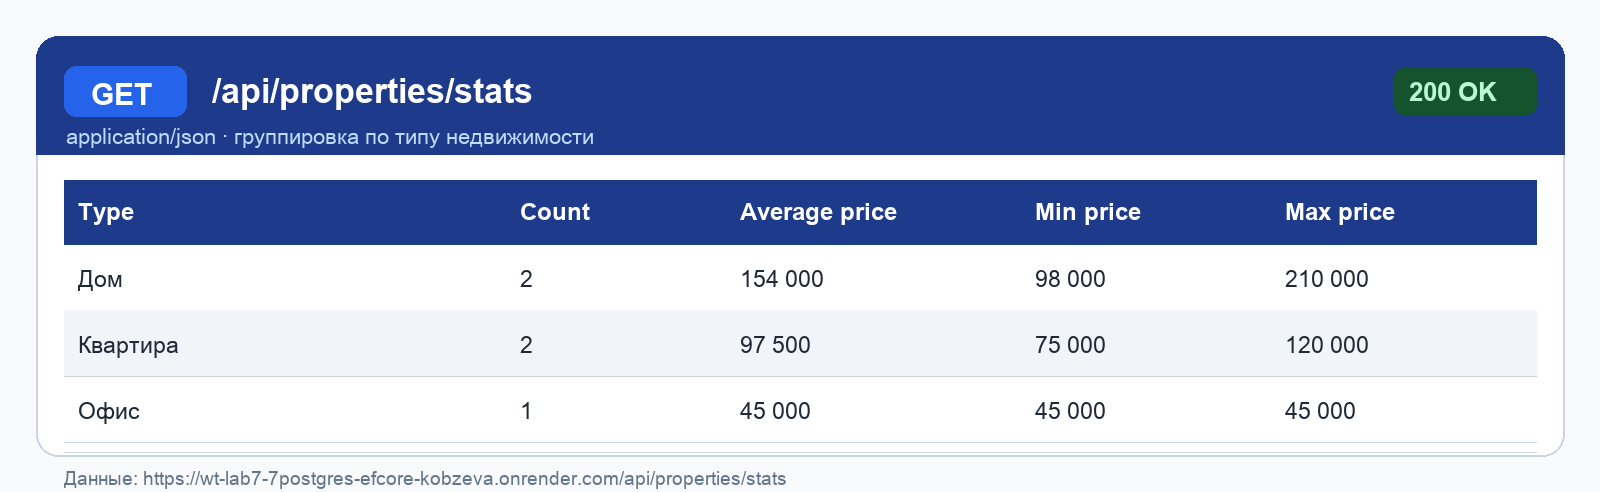 GET /api/properties/stats 200 OK
application/json · группировка по типу недвижимости
Type Count Average price Min price Max price
Дом 2 154 000 98 000 210 000
Квартира 2 97 500 75 000 120 000
Офис 1 45 000 45 000 45 000
Данные: https://wt-lab7-7postgres-efcore-kobzeva.onrender.com/api/properties/stats